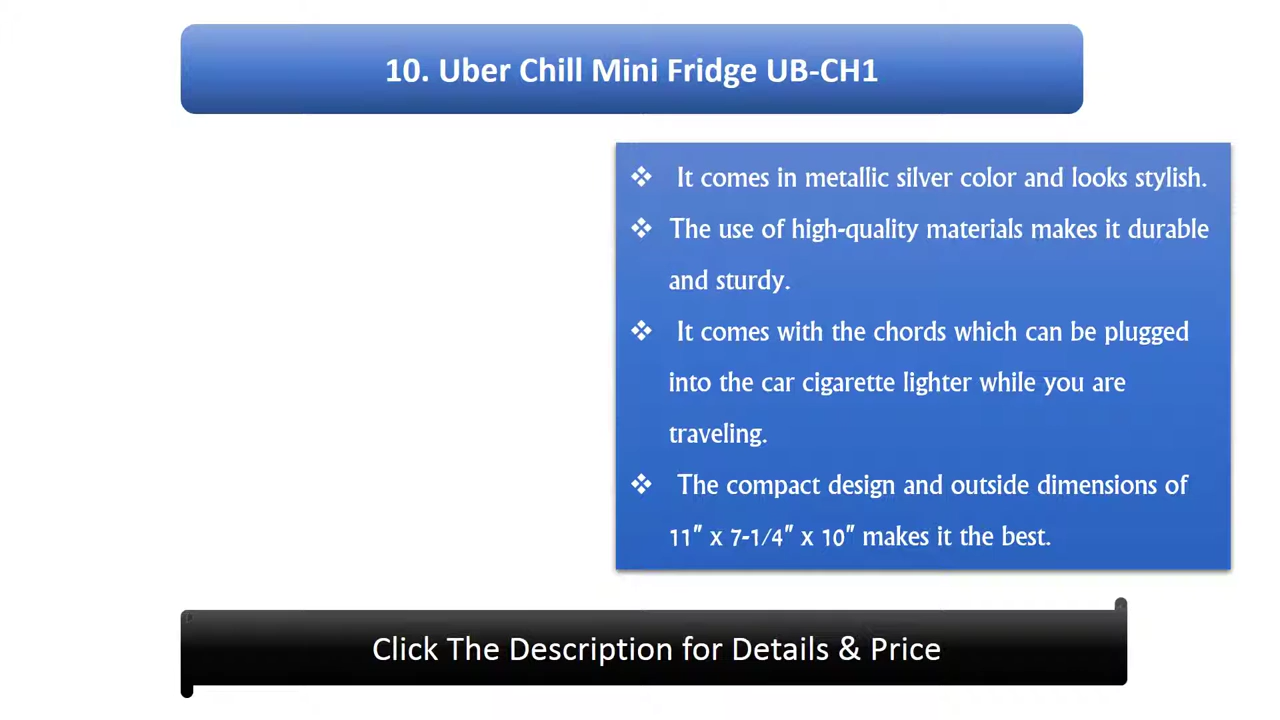 10. Uber Chill Mini Fridge UB-CH1
❖ It comes in metallic silver color and looks stylish.
❖ The use of high-quality materials makes it durable
and sturdy.
❖ It comes with the chords which can be plugged
into the car cigarette lighter while you are
traveling.
❖ The compact design and outside dimensions of
11″ x 7-1/4″ x 10″ makes it the best.
Click The Description for Details & Price